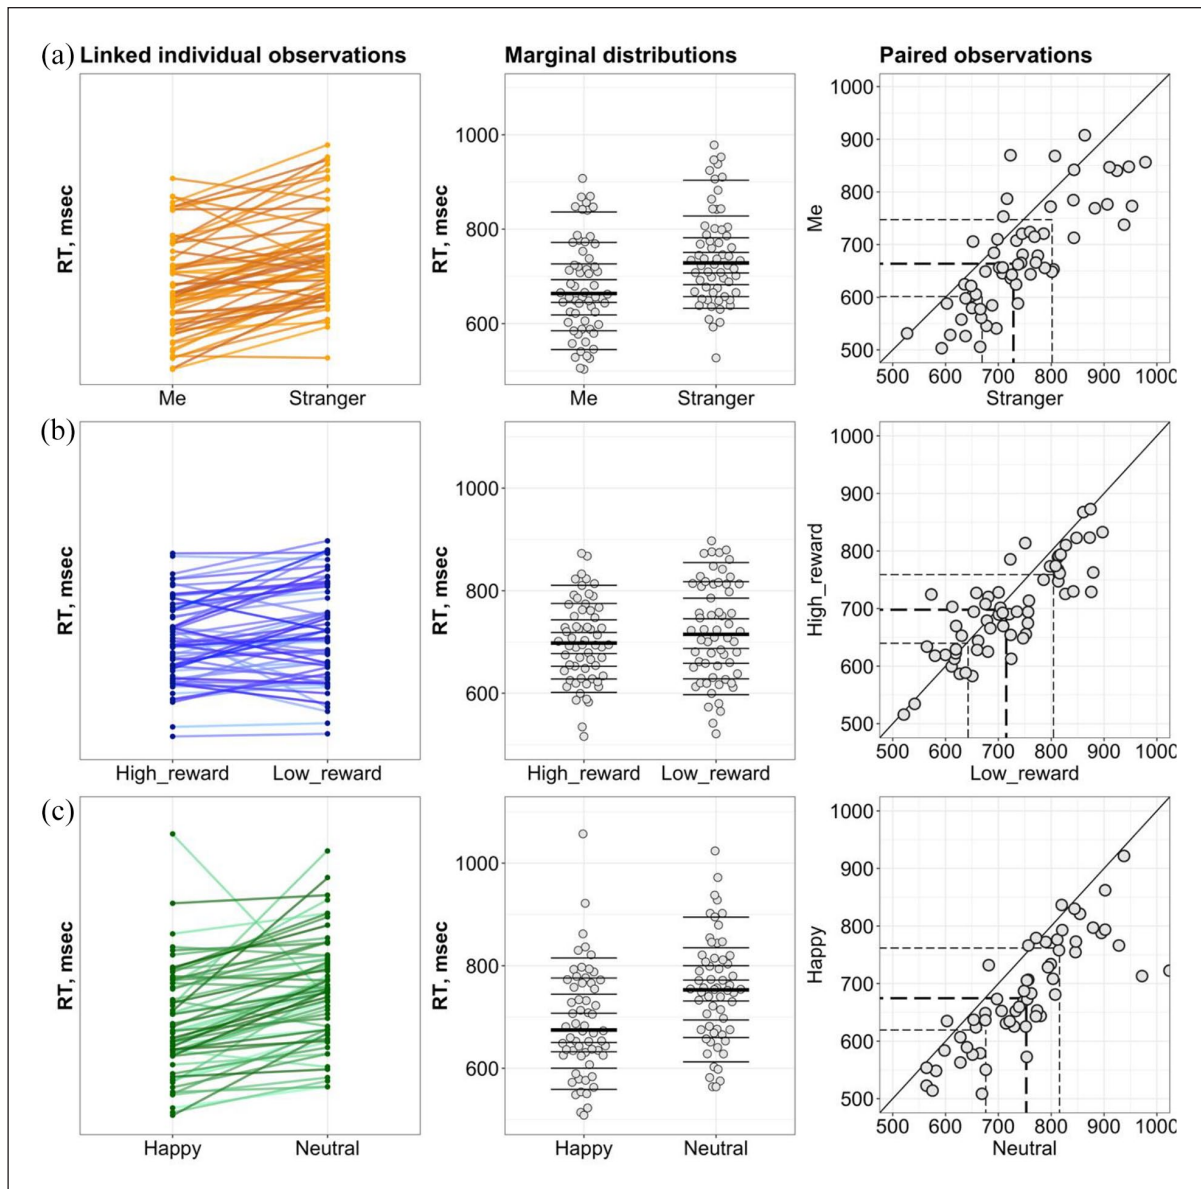 (a) Linked individual observations
Marginal distributions
Paired observations
RT, msec
Me
Stranger
RT, msec
1000
800
600
Me
Stranger
Me
1000
900
800
700
600
500
500 600 700 800 900 1000
Stranger
(b)
RT, msec
High_reward
Low_reward
RT, msec
1000
800
600
High_reward
Low_reward
High_reward
1000
900
800
700
600
500
500 600 700 800 900 1000
Low_reward
(c)
RT, msec
Happy
Neutral
RT, msec
1000
800
600
Happy
Neutral
Happy
1000
900
800
700
600
500
500 600 700 800 900 1000
Neutral